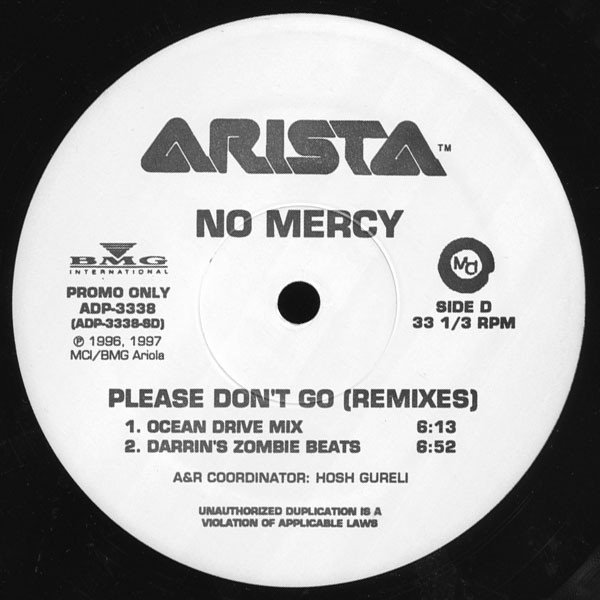 ARISTA™
NO MERCY
BMG
INTERNATIONAL
PROMO ONLY
ADP-3338
(ADP-3338-SD)
℗ 1996, 1997
MCI/BMG Ariola
MCI
SIDE D
33 1/3 RPM
PLEASE DON'T GO (REMIXES)
1. OCEAN DRIVE MIX 6:13
2. DARRIN'S ZOMBIE BEATS 6:52
A&R COORDINATOR: HOSH GURELI
UNAUTHORIZED DUPLICATION IS A
VIOLATION OF APPLICABLE LAWS